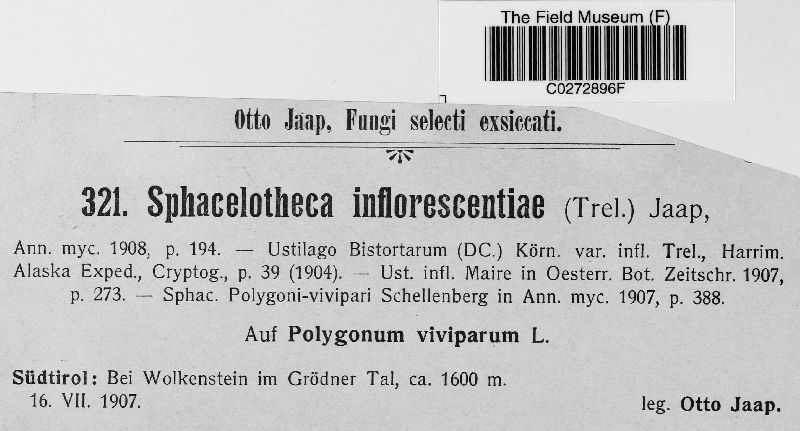 The Field Museum (F)
C0272896F
Otto Jaap, Fungi selecti exsiccati.
321. Sphacelotheca inflorescentiae (Trel.) Jaap,
Ann. myc. 1908, p. 194. — Ustilago Bistortarum (DC.) Körn. var. infl. Trel., Harrim.
Alaska Exped., Cryptog., p. 39 (1904). — Ust. infl. Maire in Oesterr. Bot. Zeitschr. 1907,
p. 273. — Sphac. Polygoni-vivipari Schellenberg in Ann. myc. 1907, p. 388.
Auf Polygonum viviparum L.
Südtirol: Bei Wolkenstein im Grödner Tal, ca. 1600 m.
16. VII. 1907.
leg. Otto Jaap.